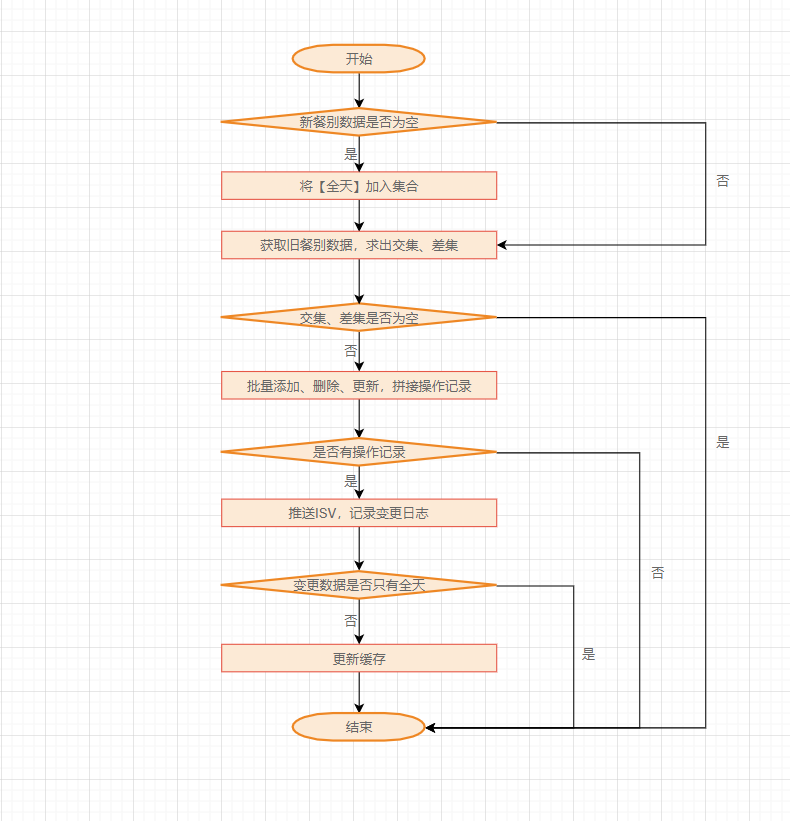 开始
新餐别数据是否为空
是
否
将【全天】加入集合
获取旧餐别数据，求出交集、差集
交集、差集是否为空
否
批量添加、删除、更新，拼接操作记录
是
是否有操作记录
是
推送ISV，记录变更日志
否
变更数据是否只有全天
否
是
更新缓存
结束